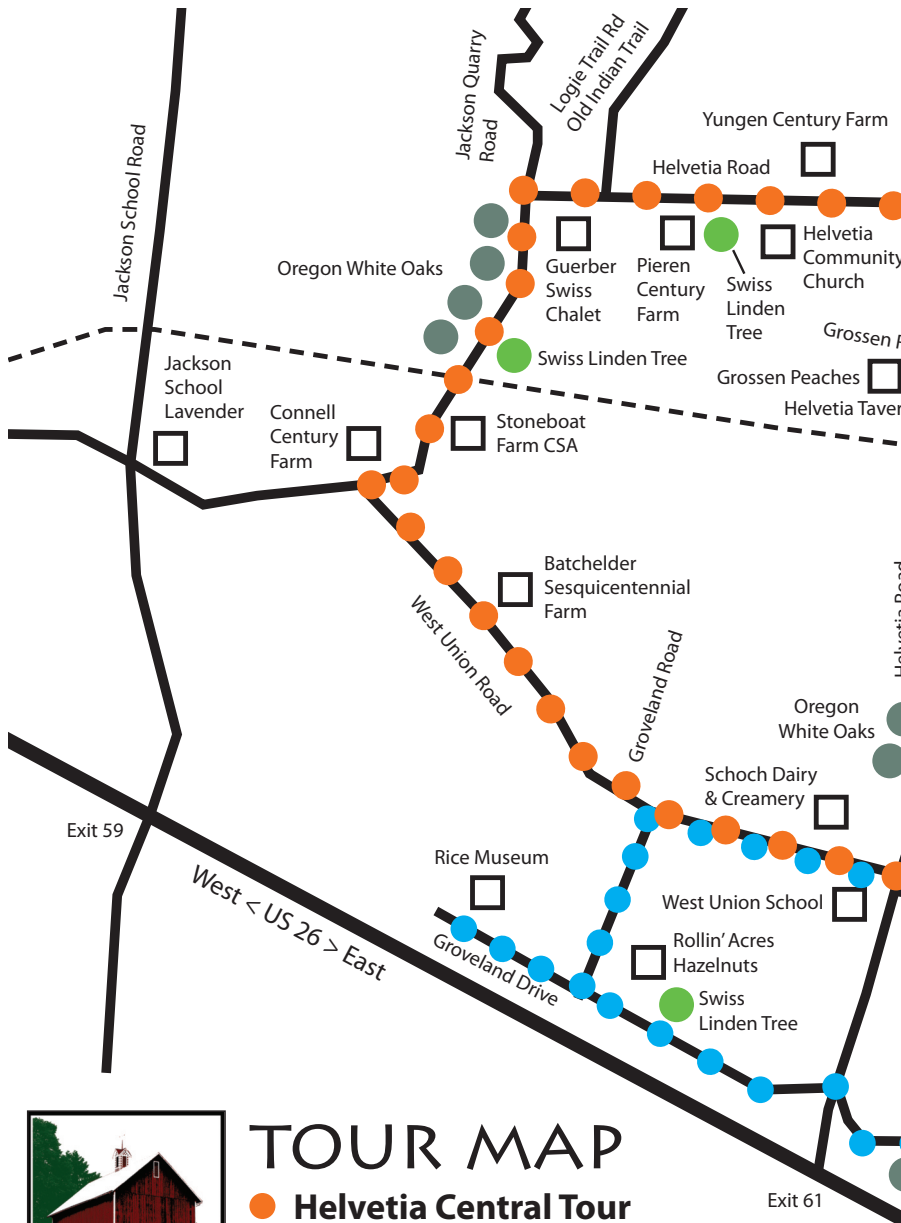 Jackson Quarry
Road
Logie Trail Rd
Old Indian Trail
Yungen Century Farm
Helvetia Road
Jackson School Road
Oregon White Oaks
Guerber
Swiss
Chalet
Pieren
Century
Farm
Swiss
Linden
Tree
Helvetia
Community
Church
Swiss Linden Tree
Grossen
Grossen Peaches
Helvetia
Jackson
School
Lavender
Connell
Century
Farm
Stoneboat
Farm CSA
Batchelder
Sesquicentennial
Farm
West Union Road
Groveland Road
Helvetia Road
Oregon
White Oaks
Schoch Dairy
& Creamery
Exit 59
West < US 26 > East
Rice Museum
Groveland Drive
West Union School
Rollin' Acres
Hazelnuts
Swiss
Linden Tree
TOUR MAP
Helvetia Central Tour
Exit 61